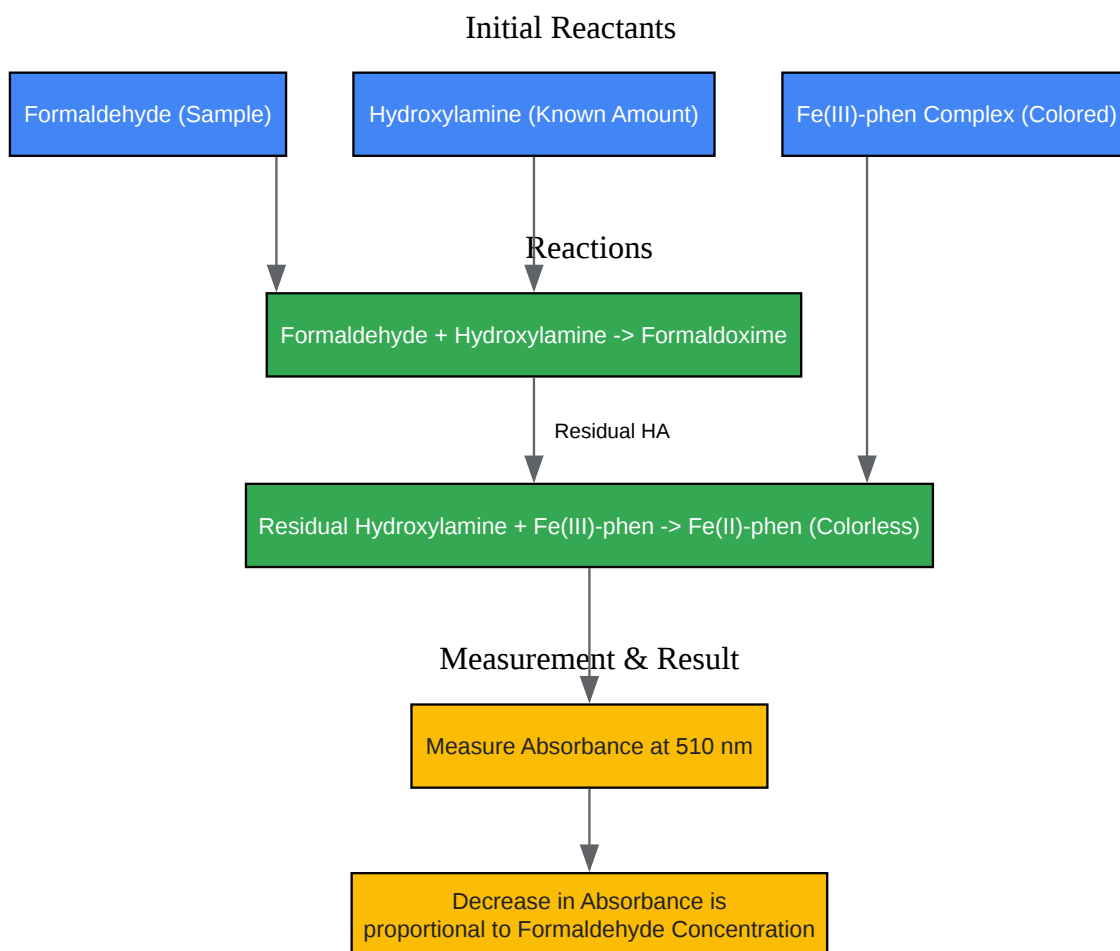 Initial Reactants
Formaldehyde (Sample)
Hydroxylamine (Known Amount)
Fe(III)-phen Complex (Colored)
Reactions
Formaldehyde + Hydroxylamine -> Formaldoxime
Residual HA
Residual Hydroxylamine + Fe(III)-phen -> Fe(II)-phen (Colorless)
Measurement & Result
Measure Absorbance at 510 nm
Decrease in Absorbance is
proportional to Formaldehyde Concentration